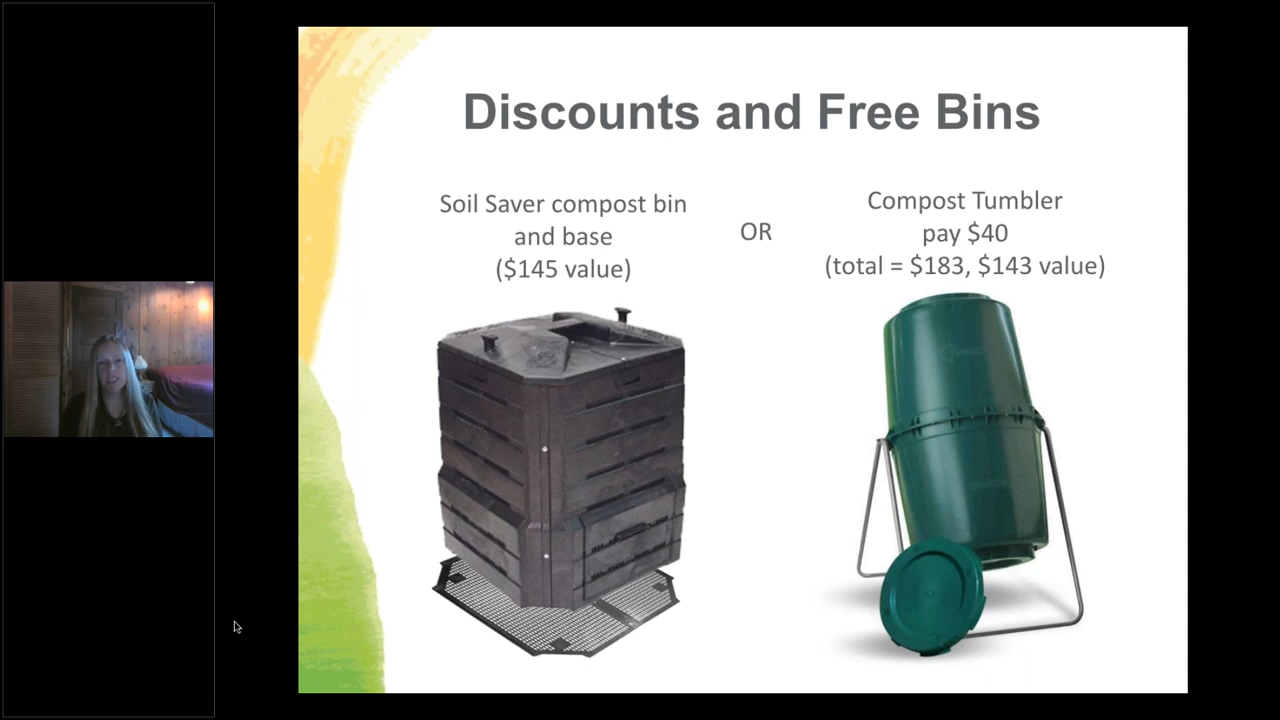 Discounts and Free Bins
Soil Saver compost bin
and base
($145 value)
OR
Compost Tumbler
pay $40
(total = $183, $143 value)